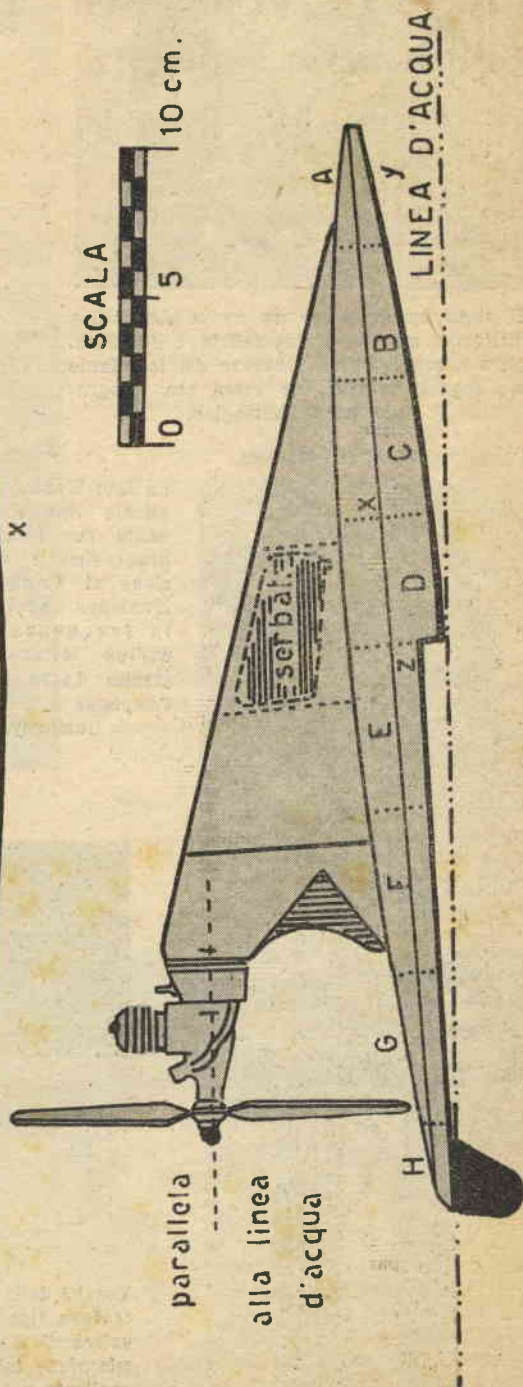 x
SCALA
0 5 10 cm.
LINEA D'ACQUA
A
y
B
C
X
D
Z
E
F
G
H
serbat.
parallela
alla linea
d'acqua